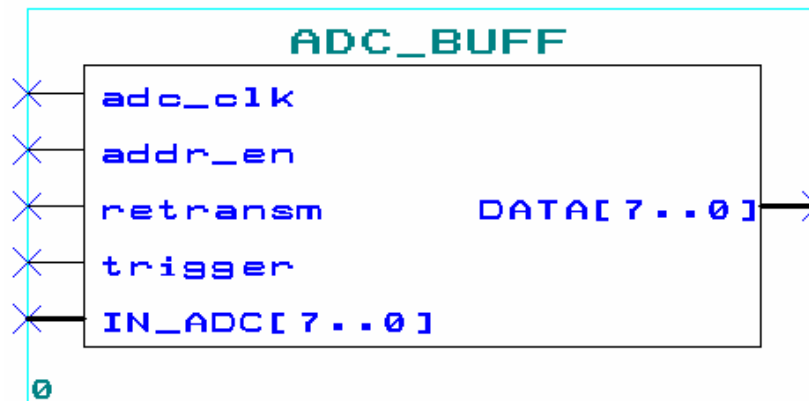 ADC_BUFF
adc_clk
addr_en
retransm DATA[7..0]
trigger
IN_ADC[7..0]
0